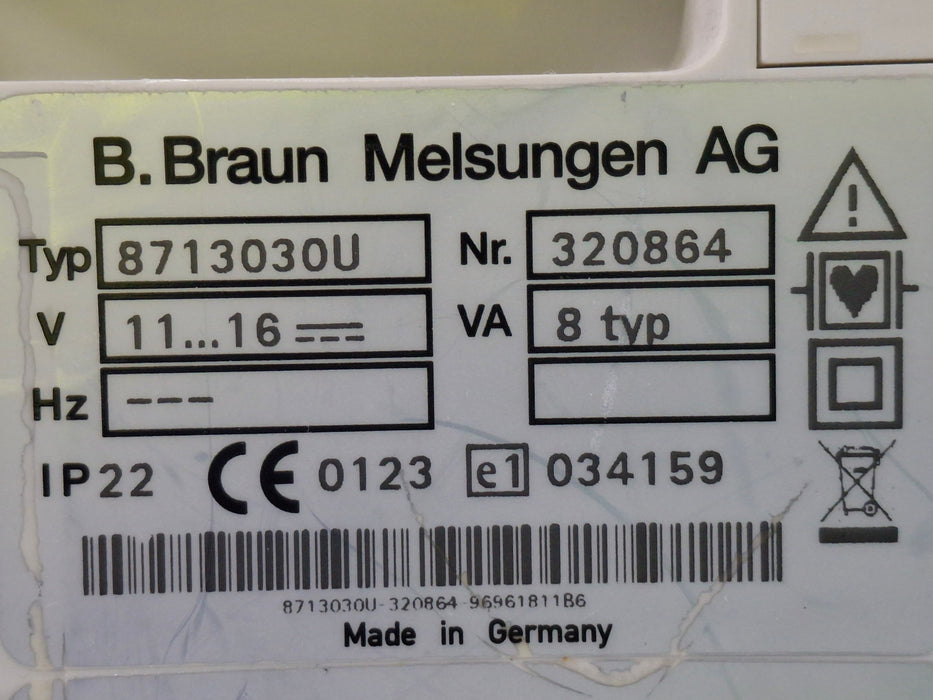 B. Braun Melsungen AG
Typ 8713030U Nr. 320864
V 11...16 VA 8 typ
Hz ---
IP22 CE 0123 e1 034159
8713030U-320864-96961811B6
Made in Germany